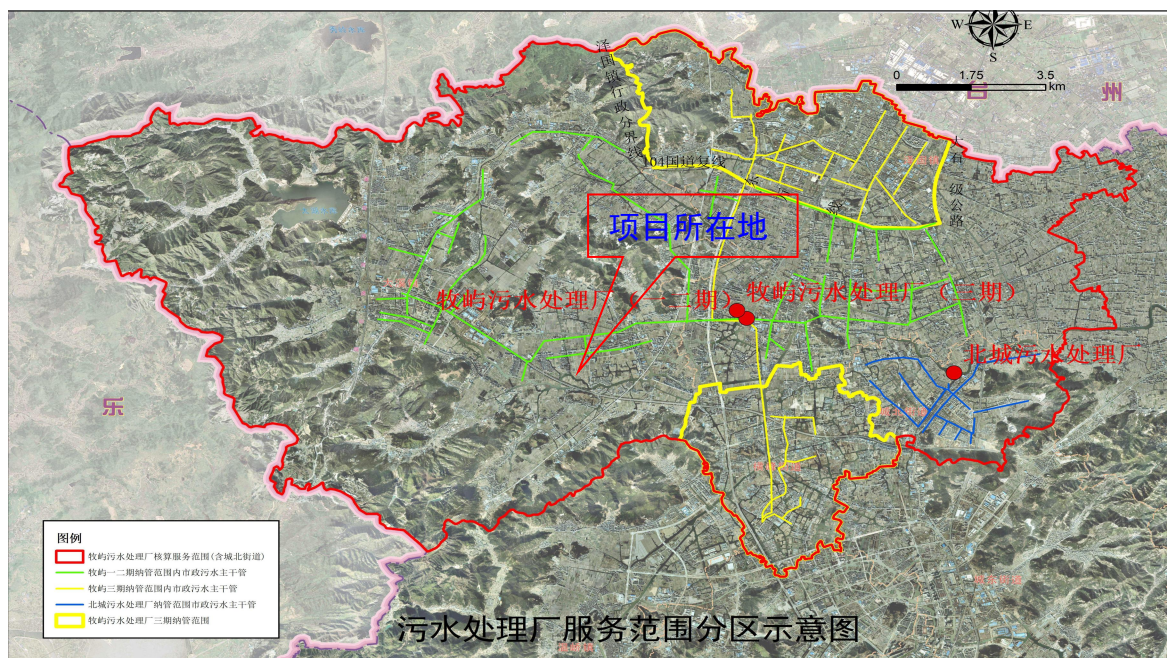 W E
S
0 1.75 3.5
km
台 州
泽国镇行政分界线
104国道复线
大石一级公路
项目所在地
牧屿污水处理厂（一二期）
牧屿污水处理厂（三期）
北城污水处理厂
乐
图例
牧屿污水处理厂核算服务范围(含城北街道)
牧屿一二期纳管范围内市政污水主干管
牧屿三期纳管范围内市政污水主干管
北城污水处理厂纳管范围市政污水主干管
牧屿污水处理厂三期纳管范围
污水处理厂服务范围分区示意图